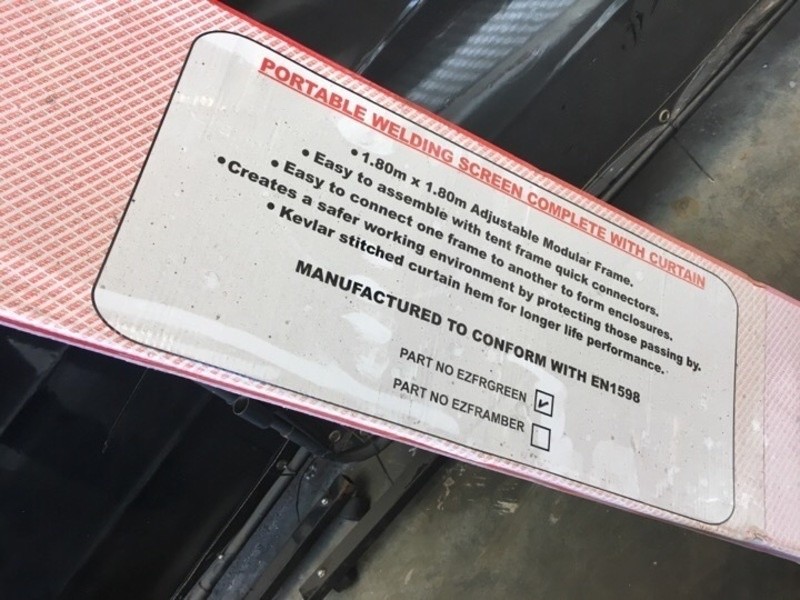 PORTABLE WELDING SCREEN COMPLETE WITH CURTAIN
• 1.80m x 1.80m Adjustable Modular Frame.
• Easy to assemble with tent frame quick connectors.
• Easy to connect one frame to another to form enclosures.
• Creates a safer working environment by protecting those passing by.
• Kevlar stitched curtain hem for longer life performance.
MANUFACTURED TO CONFORM WITH EN1598
PART NO EZFRGREEN ☑
PART NO EZFRAMBER ☐